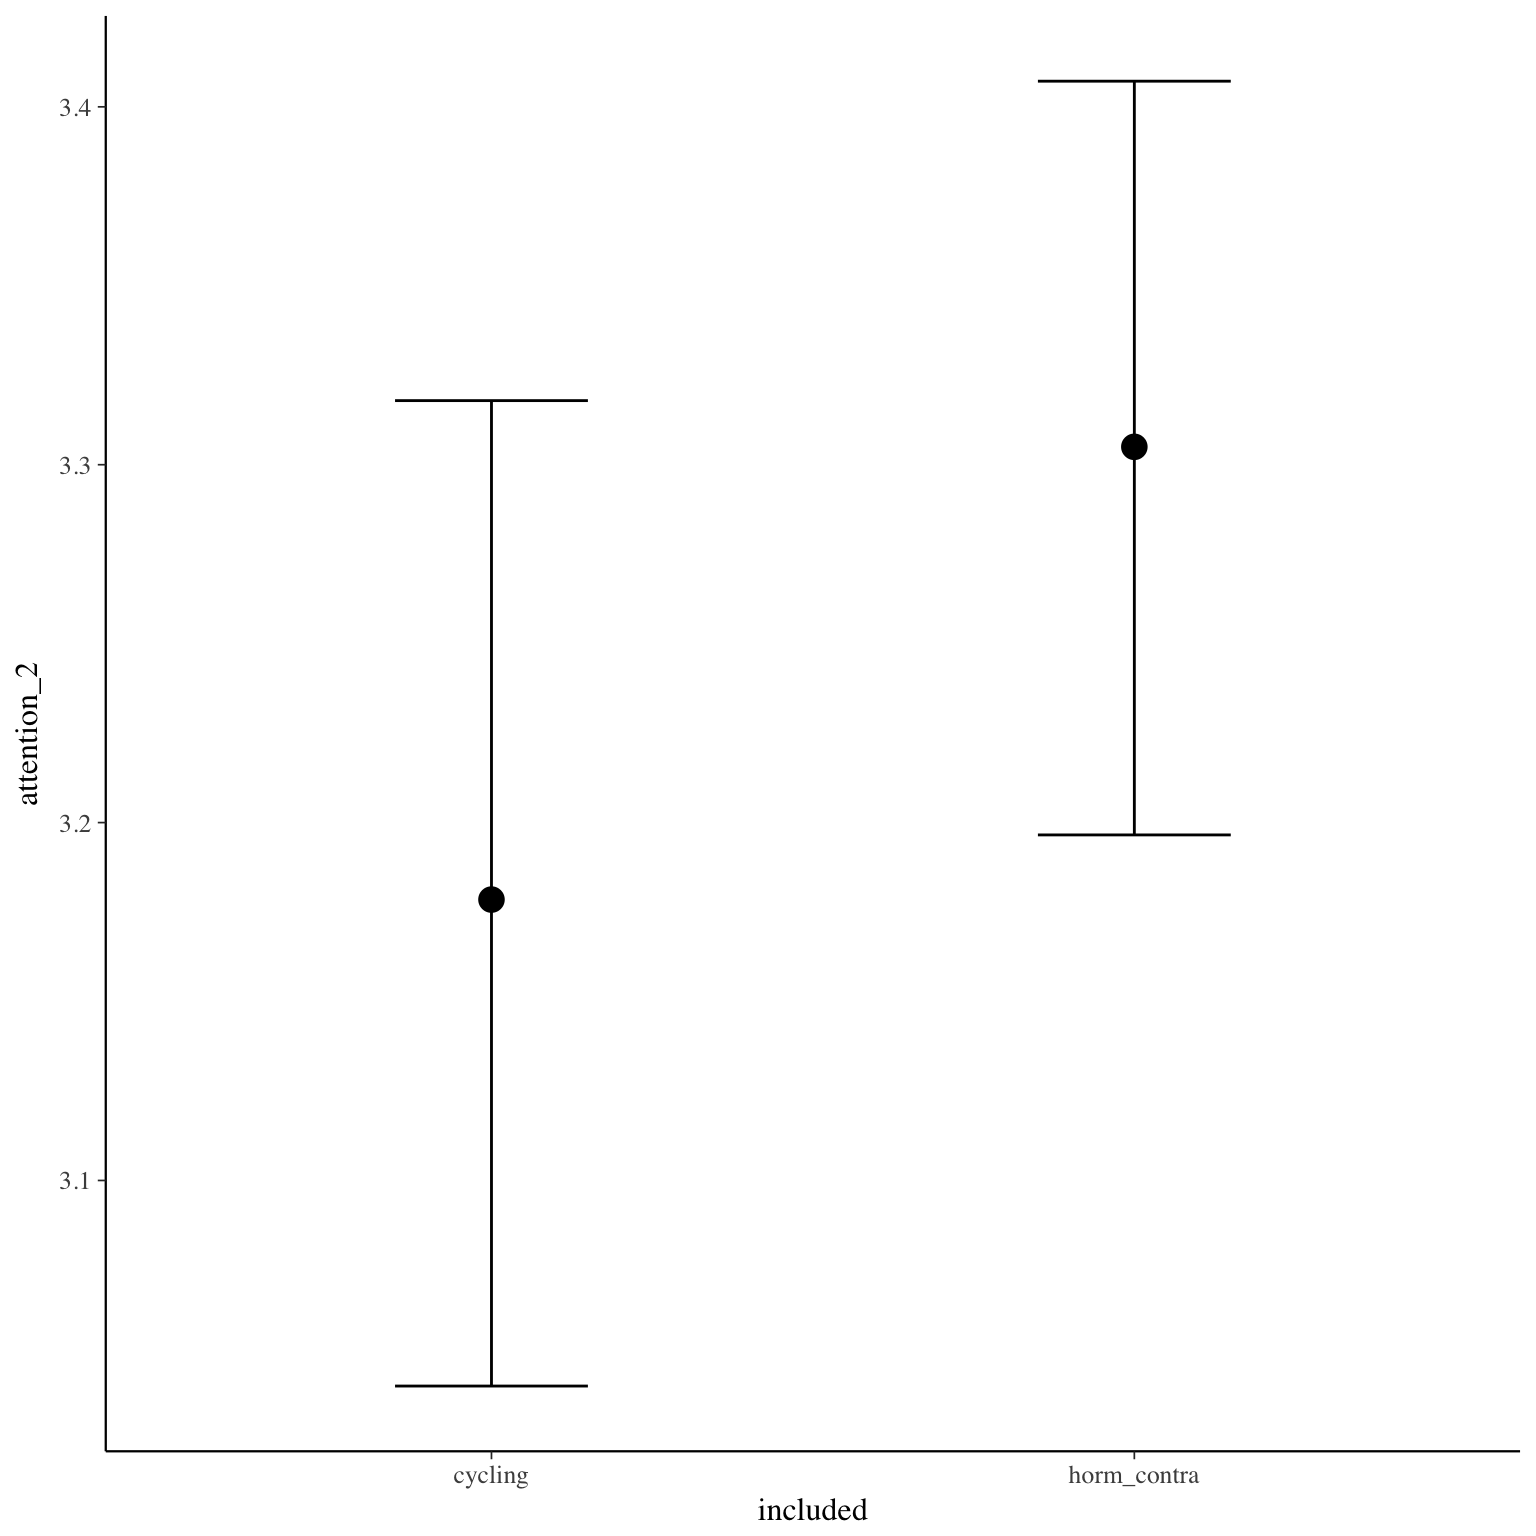 3.4
3.3
3.2
3.1
attention_2
cycling
horm_contra
included